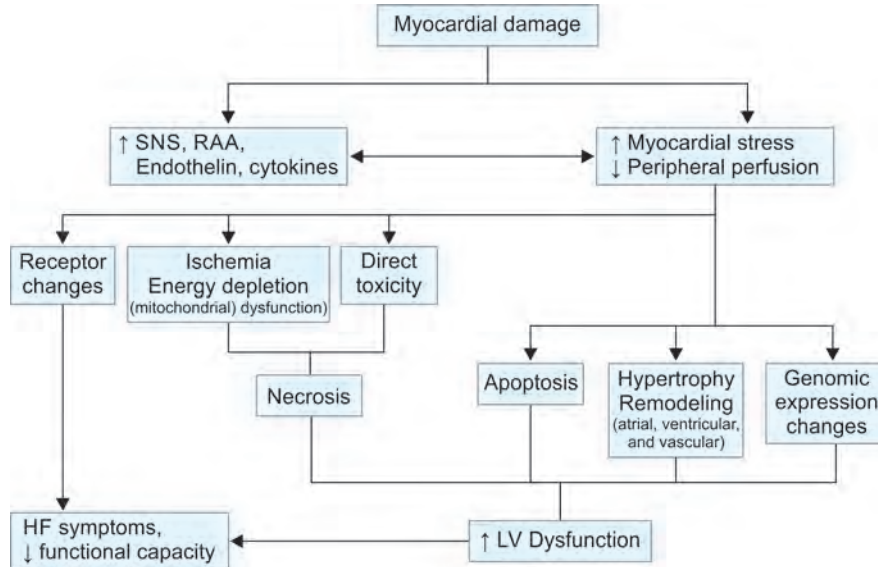 Myocardial damage
↑ SNS, RAA,
Endothelin, cytokines
↑ Myocardial stress
↓ Peripheral perfusion
Receptor
changes
Ischemia
Energy depletion
(mitochondrial) dysfunction)
Direct
toxicity
Necrosis
Apoptosis
Hypertrophy
Remodeling
(atrial, ventricular,
and vascular)
Genomic
expression
changes
HF symptoms,
↓ functional capacity
↑ LV Dysfunction